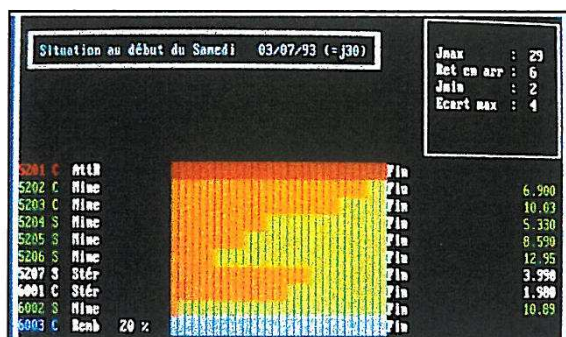 Situation au début du Samedi 03/07/93 (=j30)
Jmax : 29
Ret en arr : 6
Jmin : 2
Ecart max : 4
5201 C AttN Fin
5202 C Mine Fin 6.900
5203 C Mine Fin 10.03
5204 S Mine Fin 5.330
5205 S Mine Fin 8.590
5206 S Mine Fin 12.95
5207 S Stér Fin 3.990
6001 C Stér Fin 1.980
6002 S Mine Fin 10.89
6003 C Remb 20 % Fin